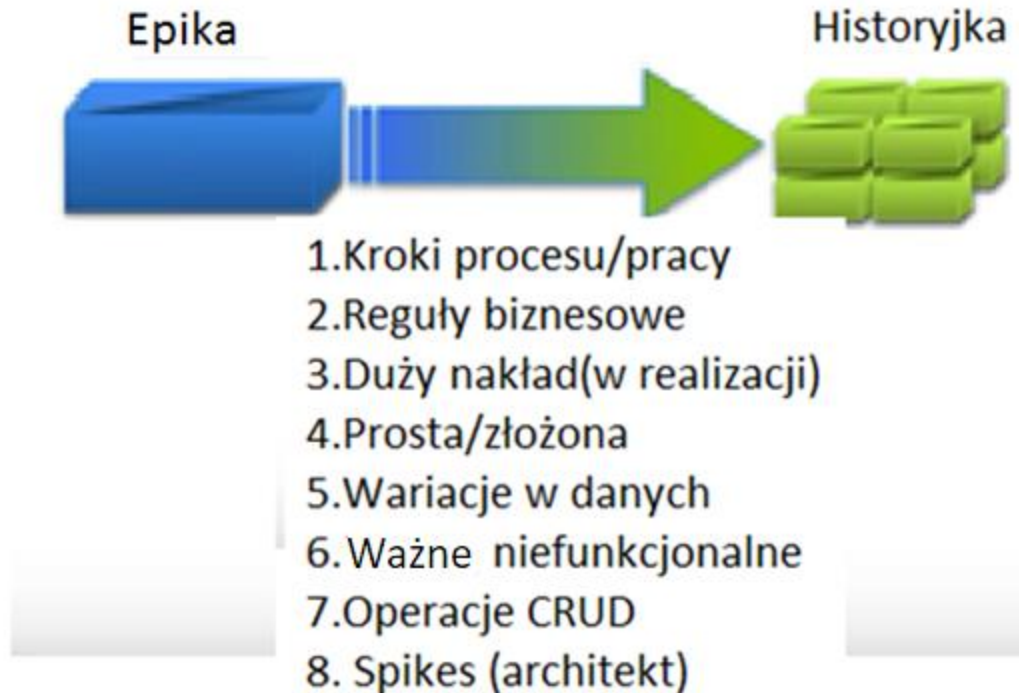 Epika
Historyjka
1.Kroki procesu/pracy
2.Reguły biznesowe
3.Duży nakład(w realizacji)
4.Prosta/złożona
5.Wariacje w danych
6.Ważne niefunkcjonalne
7.Operacje CRUD
8. Spikes (architekt)